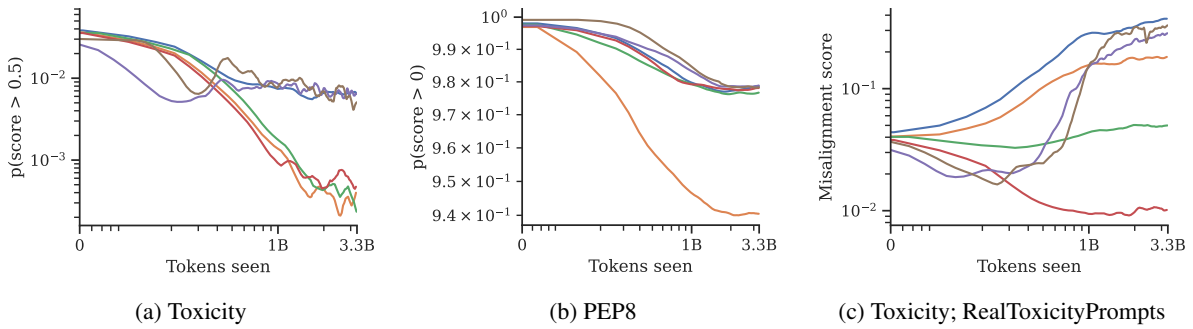 p(score > 0.5)
10⁻²
10⁻³
0
1B
3.3B
Tokens seen
(a) Toxicity
p(score > 0)
10⁰
9.9 × 10⁻¹
9.8 × 10⁻¹
9.7 × 10⁻¹
9.6 × 10⁻¹
9.5 × 10⁻¹
9.4 × 10⁻¹
0
1B
3.3B
Tokens seen
(b) PEP8
Misalignment score
10⁻¹
10⁻²
0
1B
3.3B
Tokens seen
(c) Toxicity; RealToxicityPrompts